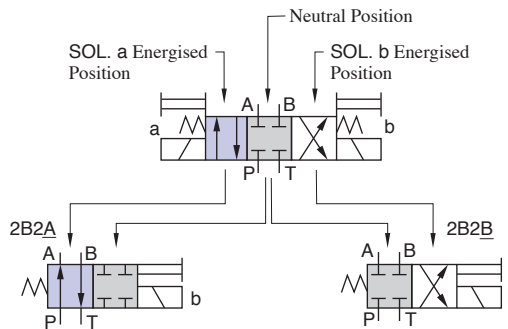 Neutral Position
SOL. a Energised
Position
SOL. b Energised
Position
A B
a
b
P T
2B2A
A B
b
P T
2B2B
A B
P T